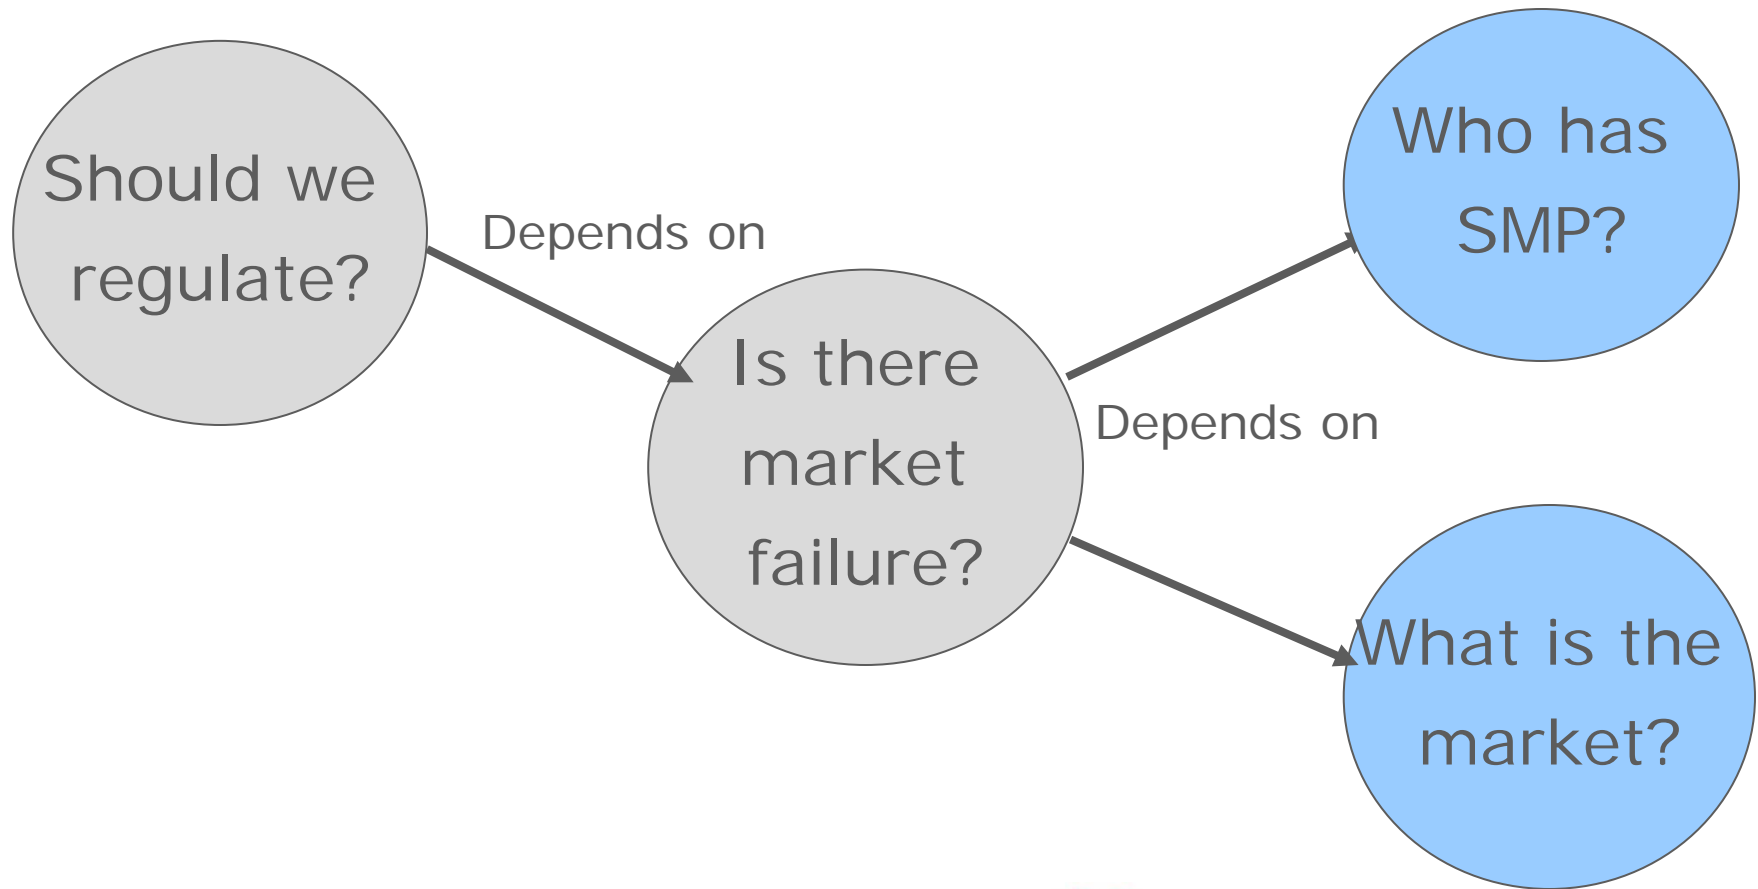 Should we
regulate?
Depends on
Is there
market
failure?
Depends on
Who has
SMP?
What is the
market?